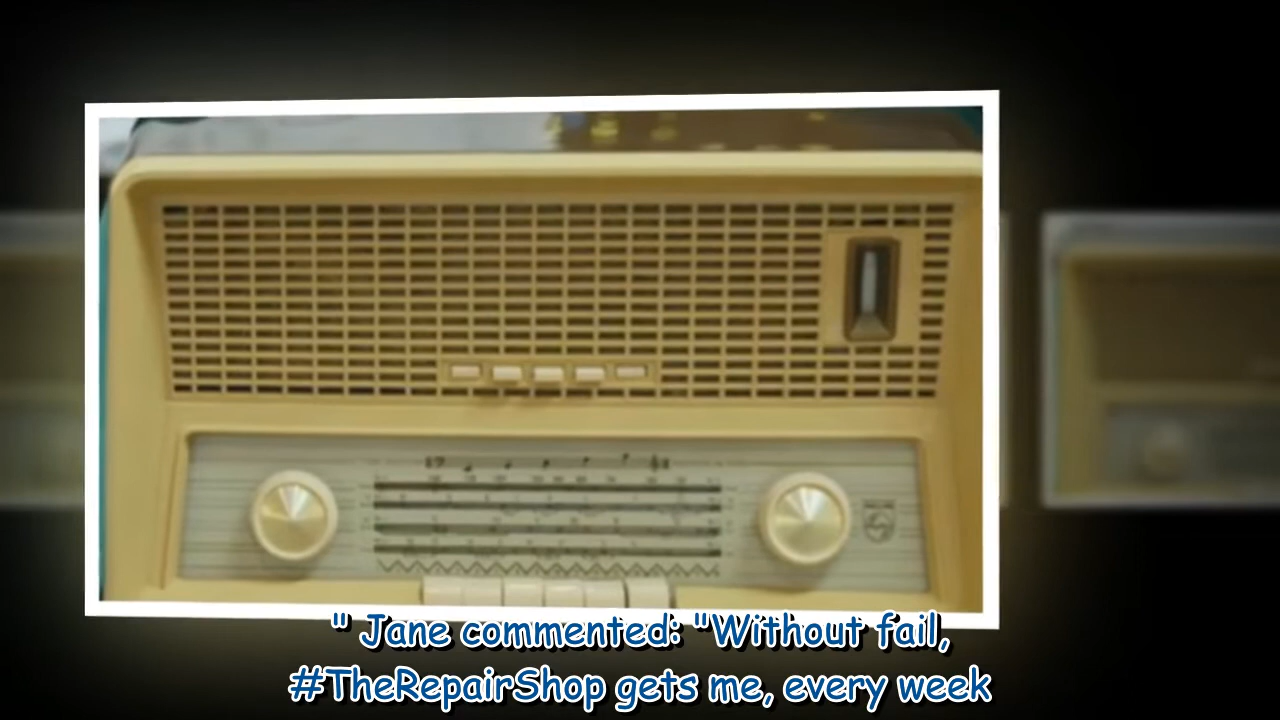 " Jane commented: "Without fail,
#TheRepairShop gets me, every week